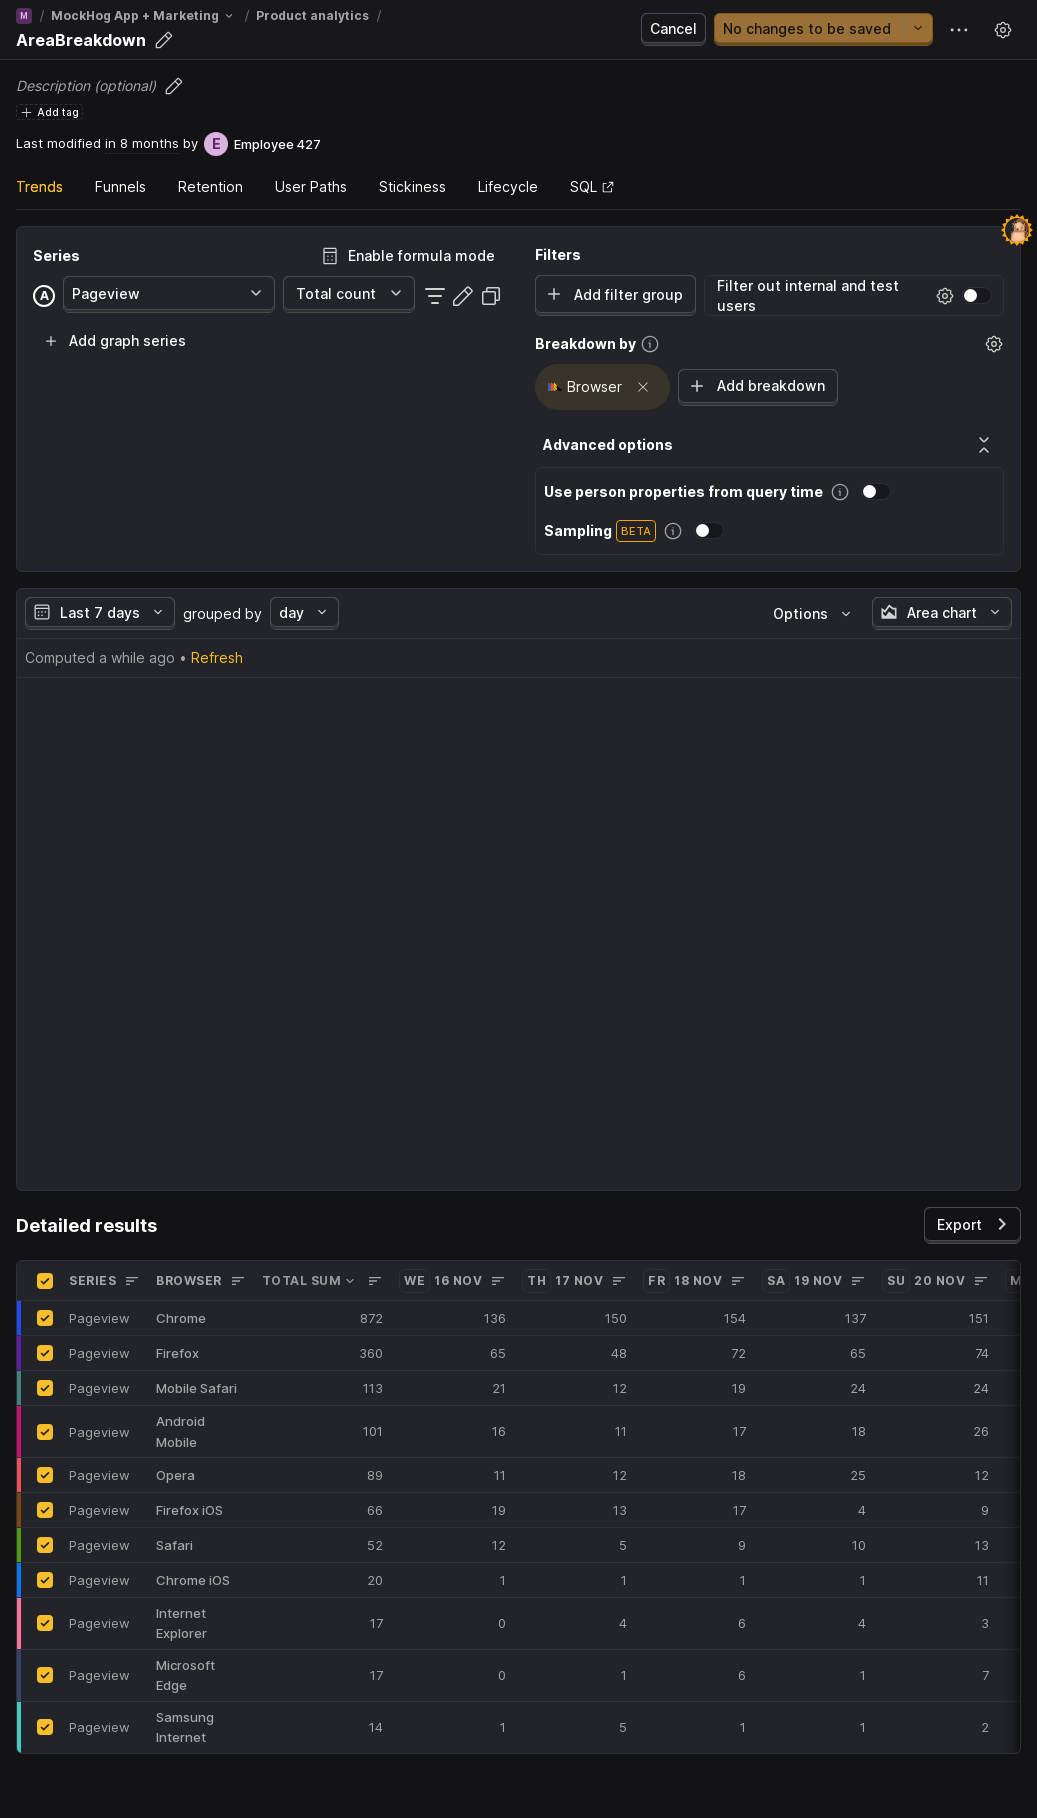 M / MockHog App + Marketing / Product analytics /
AreaBreakdown
Cancel
No changes to be saved
Description (optional)
Add tag
Last modified in 8 months by E Employee 427
Trends Funnels Retention User Paths Stickiness Lifecycle SQL
Series
Enable formula mode
A Pageview Total count
Add graph series
Filters
Add filter group
Filter out internal and test
users
Breakdown by
Browser
Add breakdown
Advanced options
Use person properties from query time
Sampling BETA
Last 7 days grouped by day
Options
Area chart
Computed a while ago • Refresh
Detailed results
Export
SERIES BROWSER TOTAL SUM WE 16 NOV TH 17 NOV FR 18 NOV SA 19 NOV SU 20 NOV M
Pageview Chrome 872 136 150 154 137 151
Pageview Firefox 360 65 48 72 65 74
Pageview Mobile Safari 113 21 12 19 24 24
Pageview Android
Mobile 101 16 11 17 18 26
Pageview Opera 89 11 12 18 25 12
Pageview Firefox iOS 66 19 13 17 4 9
Pageview Safari 52 12 5 9 10 13
Pageview Chrome iOS 20 1 1 1 1 11
Pageview Internet
Explorer 17 0 4 6 4 3
Pageview Microsoft
Edge 17 0 1 6 1 7
Pageview Samsung
Internet 14 1 5 1 1 2